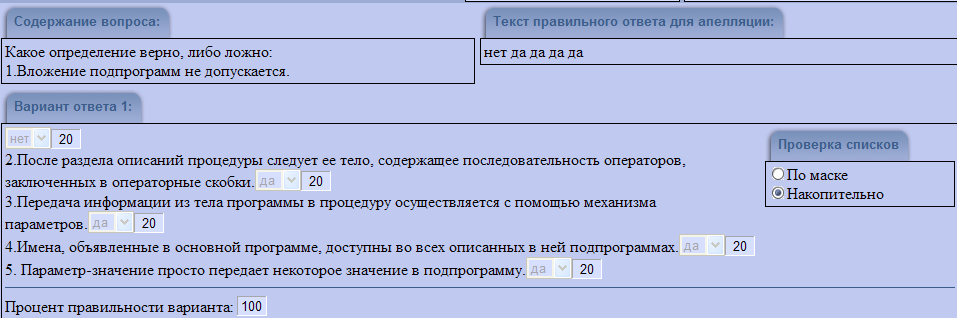 Содержание вопроса:
Текст правильного ответа для апелляции:
Какое определение верно, либо ложно:
1.Вложение подпрограмм не допускается.
нет да да да да
Вариант ответа 1:
нет 20
2.После раздела описаний процедуры следует ее тело, содержащее последовательность операторов,
заключенных в операторные скобки. да 20
3.Передача информации из тела программы в процедуру осуществляется с помощью механизма
параметров. да 20
4.Имена, объявленные в основной программе, доступны во всех описанных в ней подпрограммах. да 20
5. Параметр-значение просто передает некоторое значение в подпрограмму. да 20
Проверка списков
По маске
Накопительно
Процент правильности варианта: 100